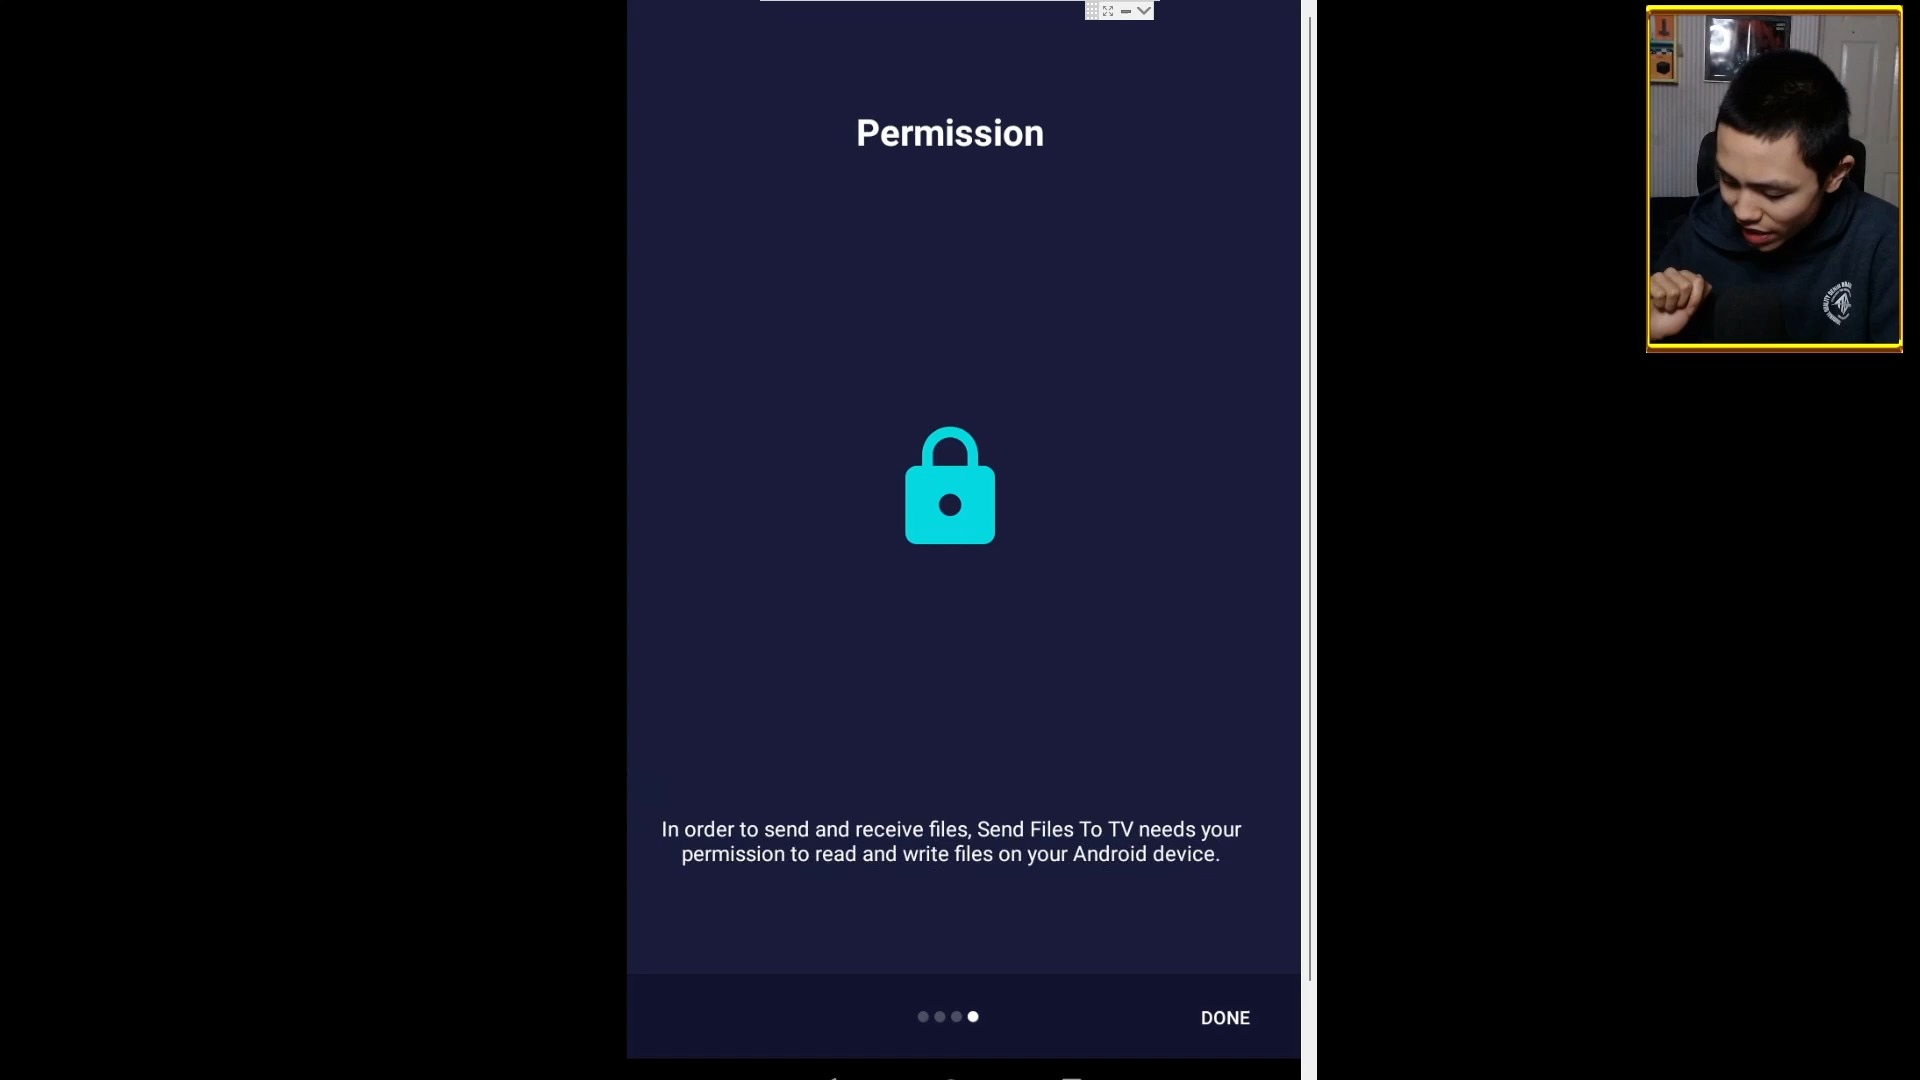 Permission
In order to send and receive files, Send Files To TV needs your
permission to read and write files on your Android device.
DONE